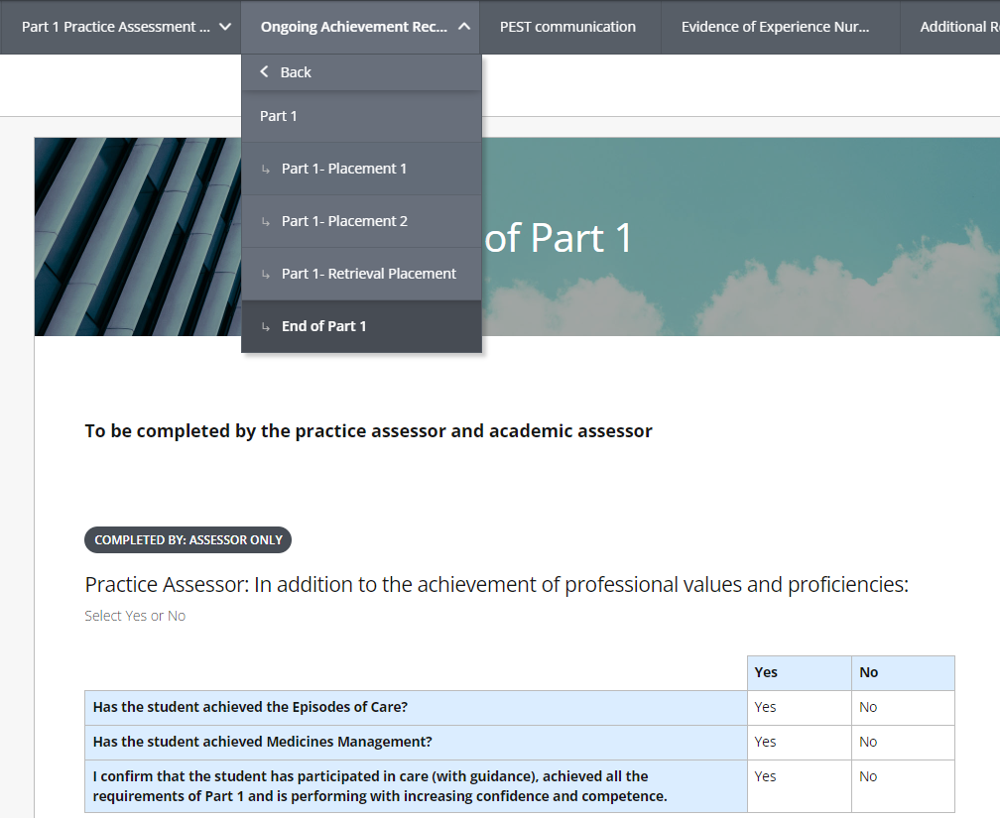 Part 1 Practice Assessment ...
Ongoing Achievement Rec...
PEST communication
Evidence of Experience Nur...
Additional R
Back
Part 1
Part 1- Placement 1
Part 1- Placement 2
Part 1- Retrieval Placement
End of Part 1
of Part 1
To be completed by the practice assessor and academic assessor
COMPLETED BY: ASSESSOR ONLY
Practice Assessor: In addition to the achievement of professional values and proficiencies:
Select Yes or No
Yes No
Has the student achieved the Episodes of Care? Yes No
Has the student achieved Medicines Management? Yes No
I confirm that the student has participated in care (with guidance), achieved all the Yes No
requirements of Part 1 and is performing with increasing confidence and competence.